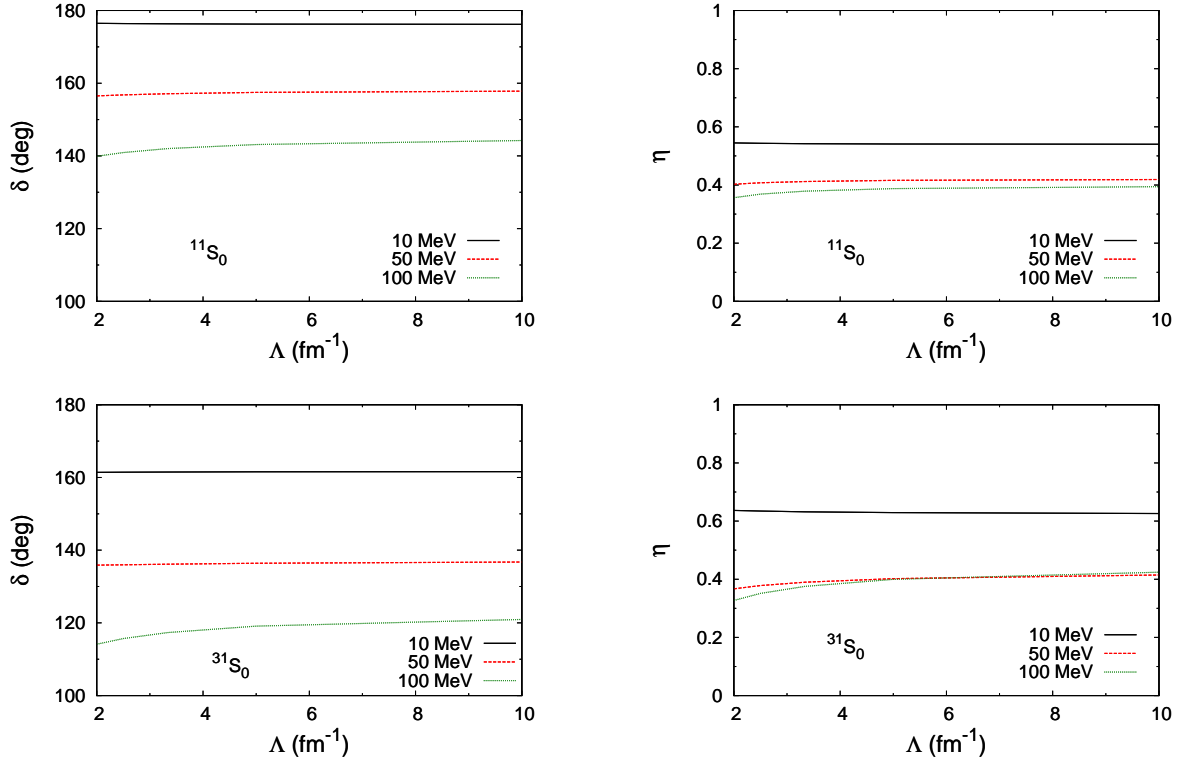 δ (deg)
180
160
140
120
100
2
4
6
8
10
Λ (fm⁻¹)
¹¹S₀
10 MeV
50 MeV
100 MeV
η
1
0.8
0.6
0.4
0.2
0
2
4
6
8
10
Λ (fm⁻¹)
¹¹S₀
10 MeV
50 MeV
100 MeV
δ (deg)
180
160
140
120
100
2
4
6
8
10
Λ (fm⁻¹)
³¹S₀
10 MeV
50 MeV
100 MeV
η
1
0.8
0.6
0.4
0.2
0
2
4
6
8
10
Λ (fm⁻¹)
³¹S₀
10 MeV
50 MeV
100 MeV